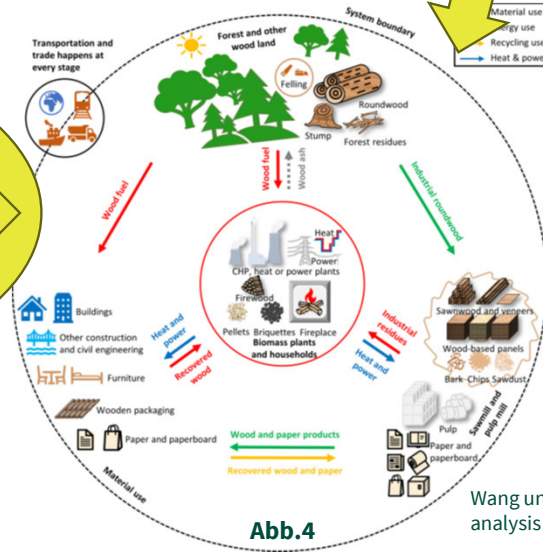 System boundary
Material use
Energy use
Recycling use
Heat & power
Transportation and
trade happens at
every stage
Forest and other
wood land
Felling
Roundwood
Stump
Forest residues
Wood fuel
Wood fuel
Wood ash
Industrial roundwood
Heat
Power
CHP, heat or power plants
Firewood
Pellets
Briquettes
Fireplace
Biomass plants
and households
Buildings
Other construction
and civil engineering
Furniture
Wooden packaging
Paper and paperboard
Heat and
power
Recovered
wood
Industrial
residues
Heat and
power
Sawnwood and veneers
Wood-based panels
Bark
Chips
Sawdust
Pulp
Sawmill and
pulp mill
Paper and
paperboard
Wood and paper products
Recovered wood and paper
Material use
Abb.4
Wang un
analysis